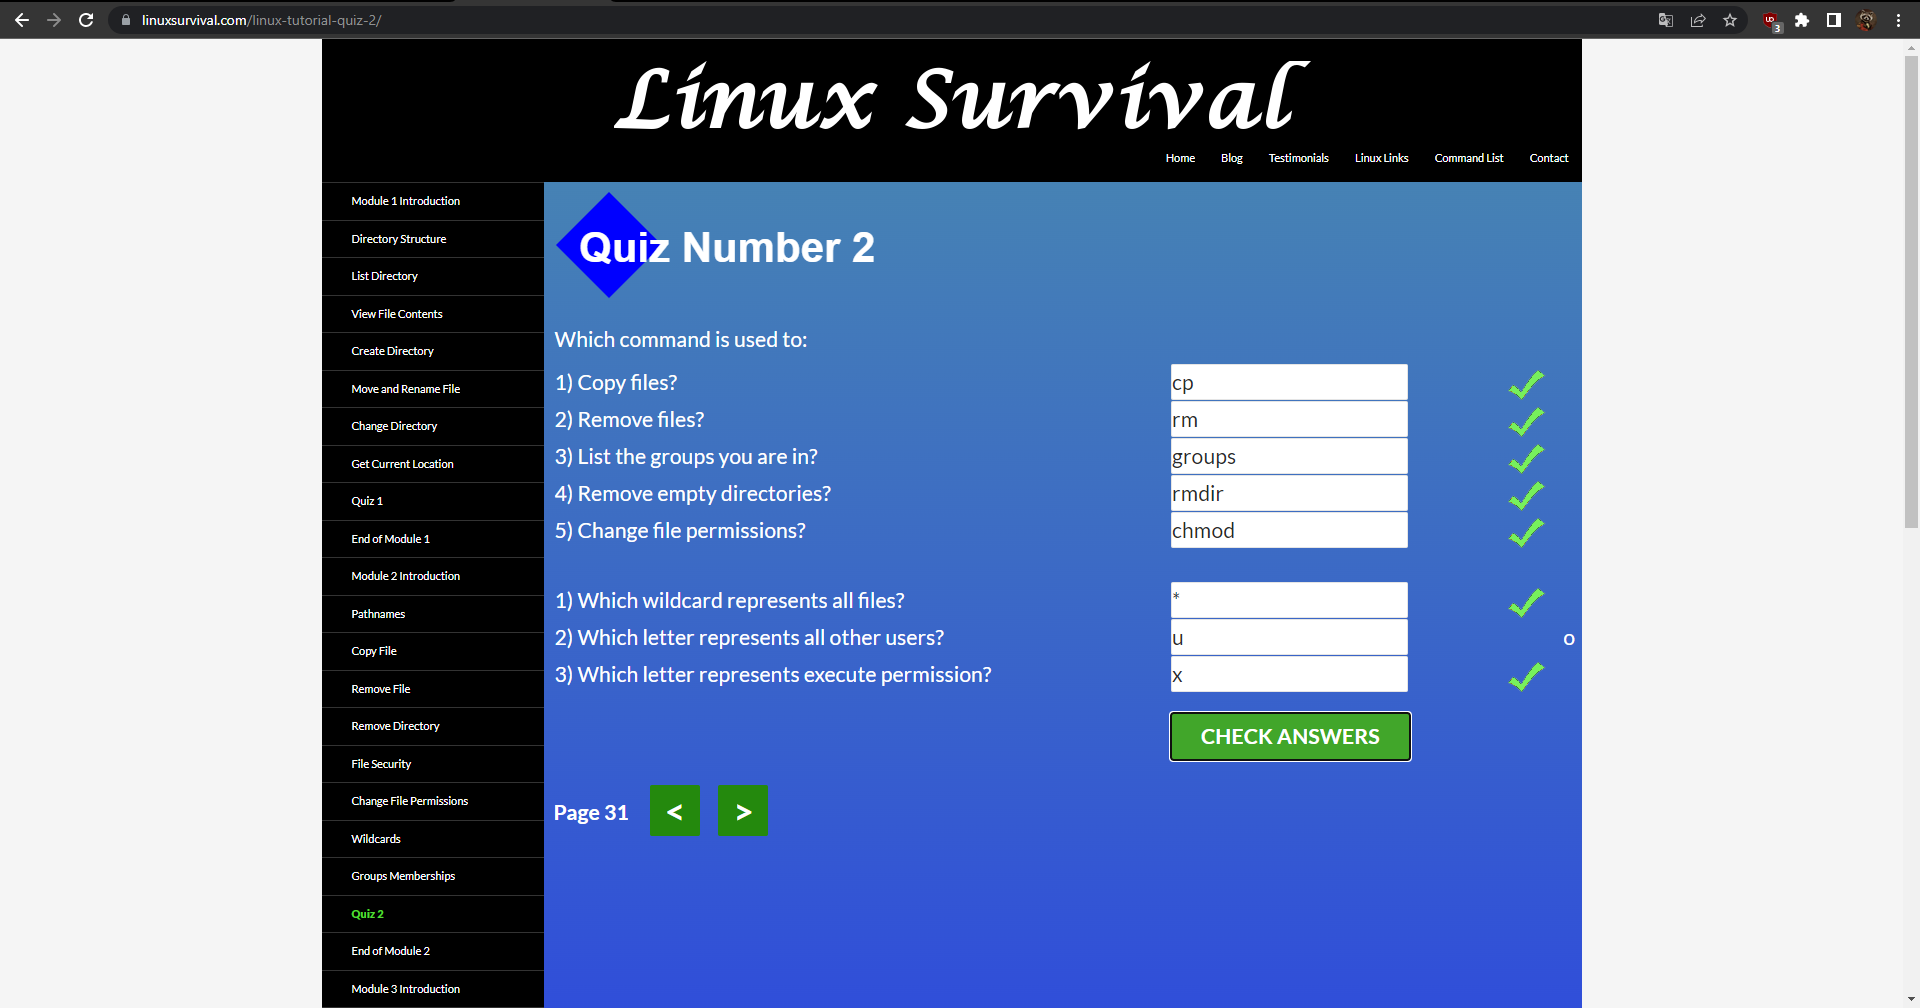 linuxsurvival.com/linux-tutorial-quiz-2/
3
Linux Survival
Home Blog Testimonials Linux Links Command List Contact
Module 1 Introduction
Directory Structure
List Directory
View File Contents
Create Directory
Move and Rename File
Change Directory
Get Current Location
Quiz 1
End of Module 1
Module 2 Introduction
Pathnames
Copy File
Remove File
Remove Directory
File Security
Change File Permissions
Wildcards
Groups Memberships
Quiz 2
End of Module 2
Module 3 Introduction
Quiz Number 2
Which command is used to:
1) Copy files? cp
2) Remove files? rm
3) List the groups you are in? groups
4) Remove empty directories? rmdir
5) Change file permissions? chmod
1) Which wildcard represents all files? *
2) Which letter represents all other users? u o
3) Which letter represents execute permission? x
CHECK ANSWERS
Page 31 < >